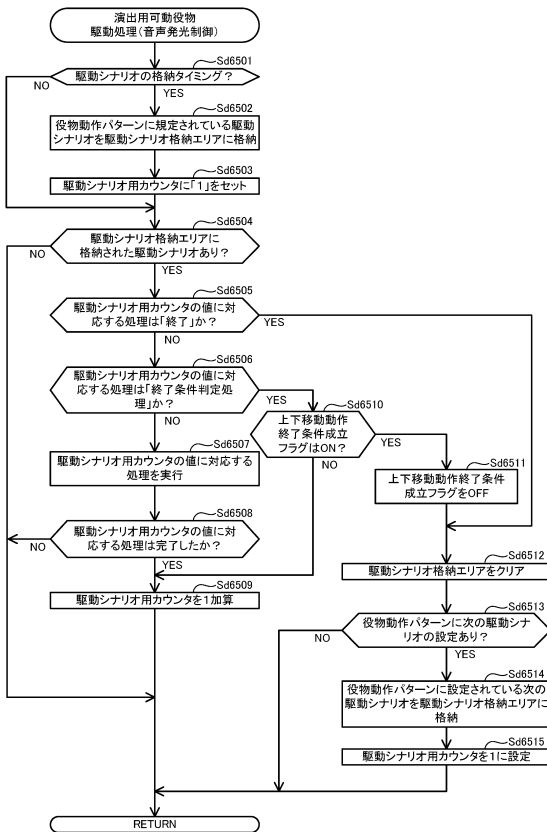 演出用可動役物
駆動処理(音声発光制御)
Sd6501
駆動シナリオの格納タイミング？
NO
YES
Sd6502
役物動作パターンに規定されている駆動
シナリオを駆動シナリオ格納エリアに格納
Sd6503
駆動シナリオ用カウンタに「1」をセット
Sd6504
駆動シナリオ格納エリアに
格納された駆動シナリオあり？
NO
YES
Sd6505
駆動シナリオ用カウンタの値に対
応する処理は「終了」か？
YES
NO
Sd6506
駆動シナリオ用カウンタの値に対
応する処理は「終了条件判定処
理」か？
YES
NO
Sd6510
上下移動動作
終了条件成立
フラグはON？
YES
NO
Sd6507
駆動シナリオ用カウンタの値に対応する
処理を実行
Sd6511
上下移動動作終了条件
成立フラグをOFF
Sd6508
駆動シナリオ用カウンタの値に対
応する処理は完了したか？
NO
YES
Sd6509
駆動シナリオ用カウンタを1加算
Sd6512
駆動シナリオ格納エリアをクリア
Sd6513
役物動作パターンに次の駆動シナ
リオの設定あり？
NO
YES
Sd6514
役物動作パターンに設定されている次の
駆動シナリオを駆動シナリオ格納エリアに
格納
Sd6515
駆動シナリオ用カウンタを1に設定
RETURN